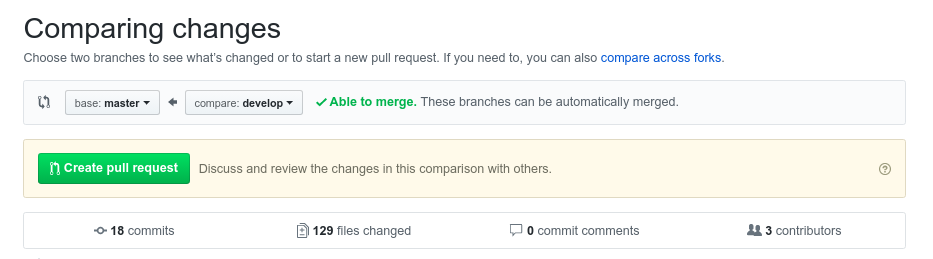 Comparing changes
Choose two branches to see what's changed or to start a new pull request. If you need to, you can also compare across forks.
base: master compare: develop Able to merge. These branches can be automatically merged.
Create pull request Discuss and review the changes in this comparison with others.
18 commits 129 files changed 0 commit comments 3 contributors